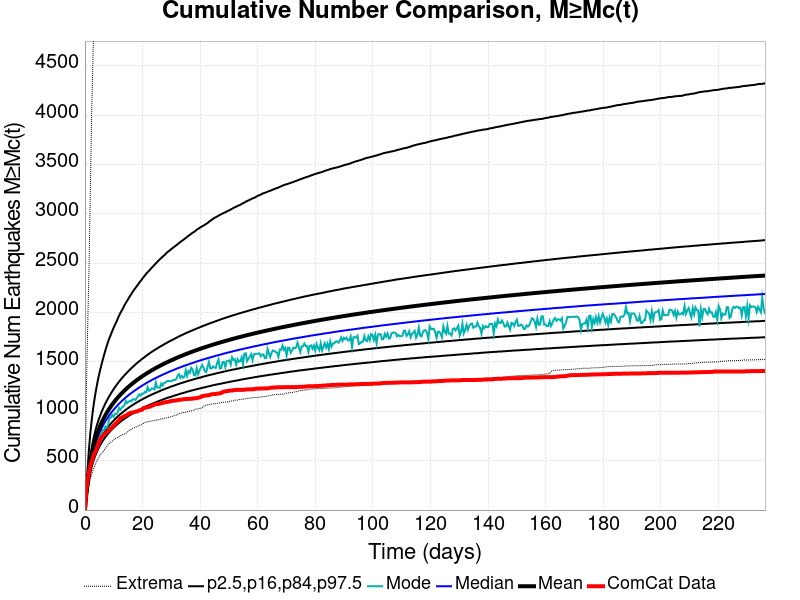 Cumulative Number Comparison, M≥Mc(t)
Cumulative Num Earthquakes M≥Mc(t)
4500
4000
3500
3000
2500
2000
1500
1000
500
0
0 20 40 60 80 100 120 140 160 180 200 220
Time (days)
Extrema p2.5,p16,p84,p97.5 Mode Median Mean ComCat Data